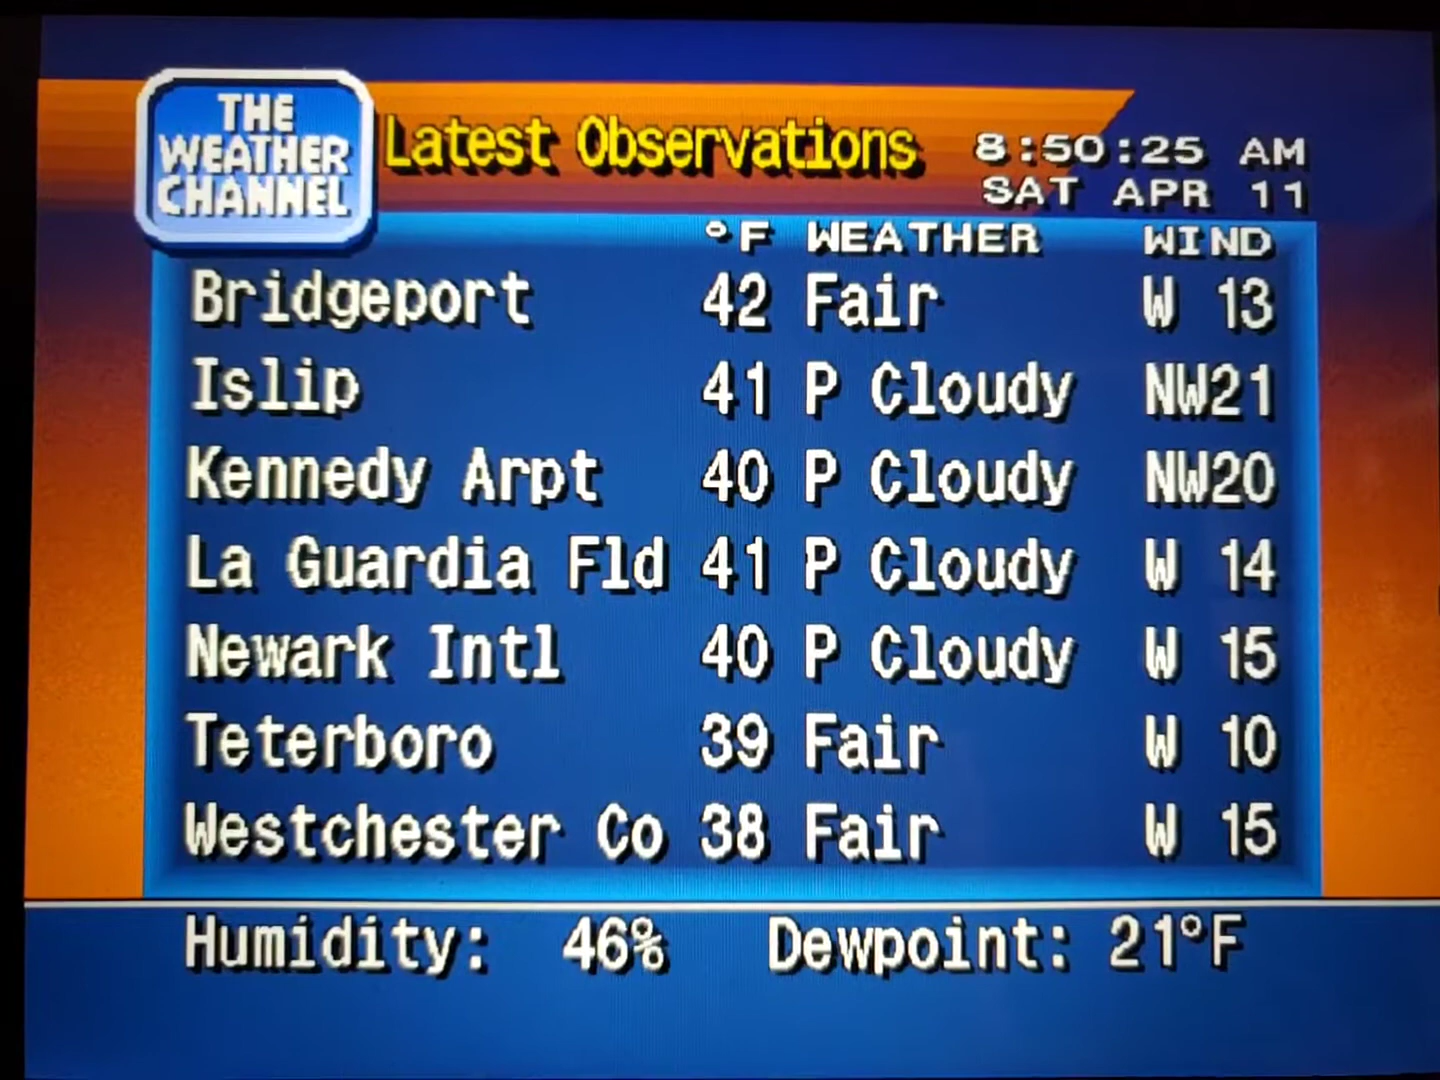 THE
WEATHER
CHANNEL
Latest Observations
8:50:25 AM
SAT APR 11
°F WEATHER WIND
Bridgeport 42 Fair W 13
Islip 41 P Cloudy NW21
Kennedy Arpt 40 P Cloudy NW20
La Guardia Fld 41 P Cloudy W 14
Newark Intl 40 P Cloudy W 15
Teterboro 39 Fair W 10
Westchester Co 38 Fair W 15
Humidity: 46% Dewpoint: 21°F